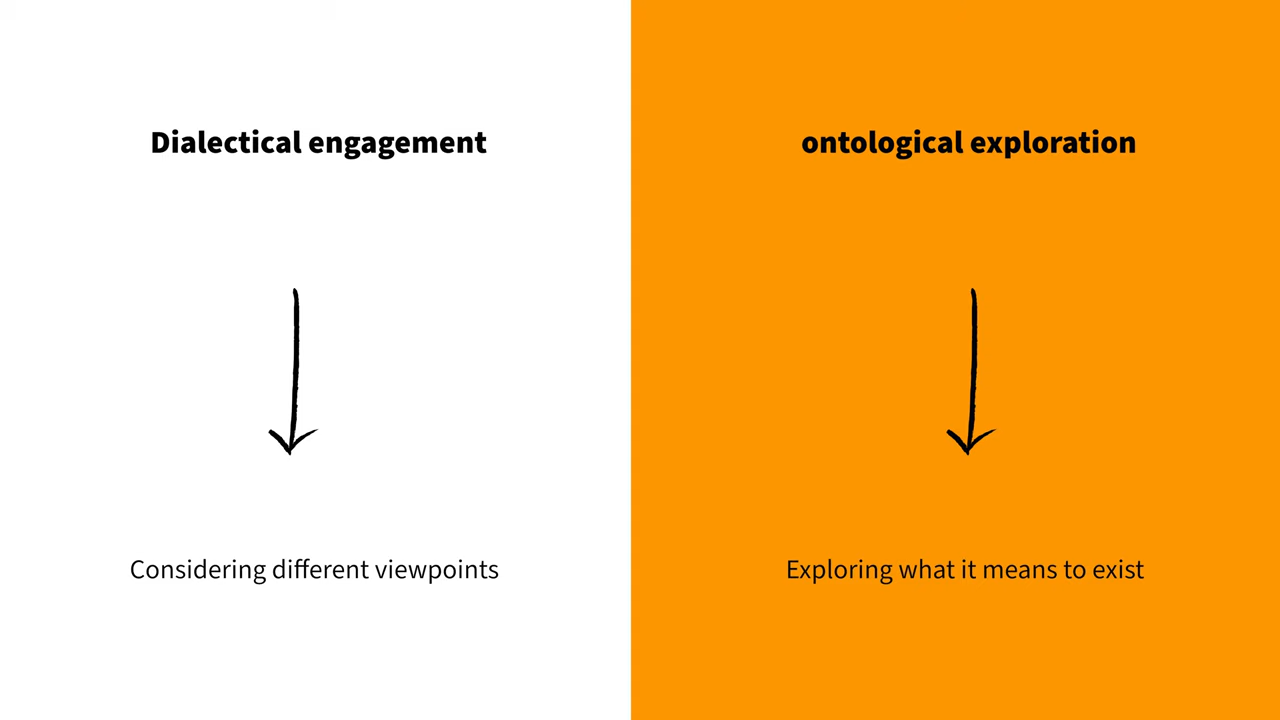 Dialectical engagement
ontological exploration
Considering different viewpoints
Exploring what it means to exist